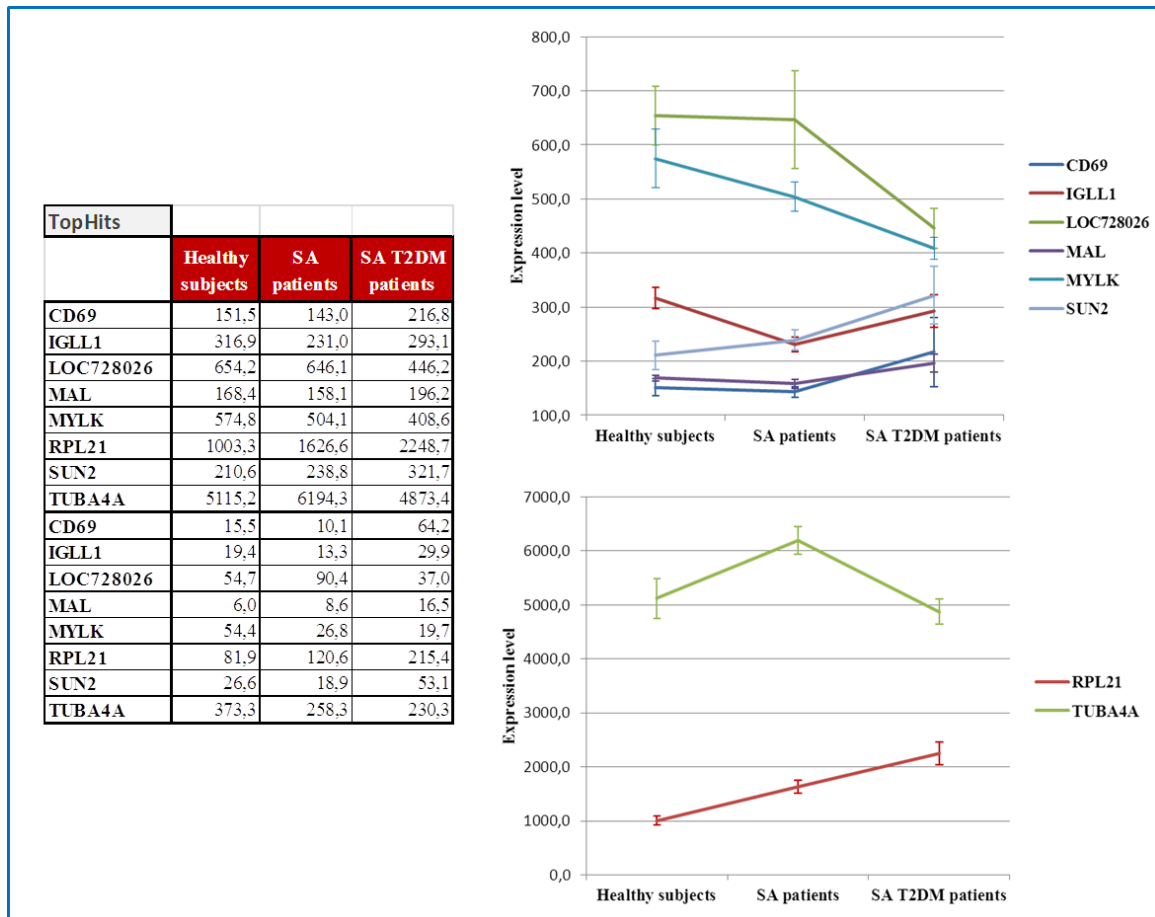 TopHits
Healthy subjects SA patients SA T2DM patients
CD69 151,5 143,0 216,8
IGLL1 316,9 231,0 293,1
LOC728026 654,2 646,1 446,2
MAL 168,4 158,1 196,2
MYLK 574,8 504,1 408,6
RPL21 1003,3 1626,6 2248,7
SUN2 210,6 238,8 321,7
TUBA4A 5115,2 6194,3 4873,4
CD69 15,5 10,1 64,2
IGLL1 19,4 13,3 29,9
LOC728026 54,7 90,4 37,0
MAL 6,0 8,6 16,5
MYLK 54,4 26,8 19,7
RPL21 81,9 120,6 215,4
SUN2 26,6 18,9 53,1
TUBA4A 373,3 258,3 230,3
Expression level
800,0
700,0
600,0
500,0
400,0
300,0
200,0
100,0
Healthy subjects SA patients SA T2DM patients
CD69
IGLL1
LOC728026
MAL
MYLK
SUN2
Expression level
7000,0
6000,0
5000,0
4000,0
3000,0
2000,0
1000,0
0,0
Healthy subjects SA patients SA T2DM patients
RPL21
TUBA4A